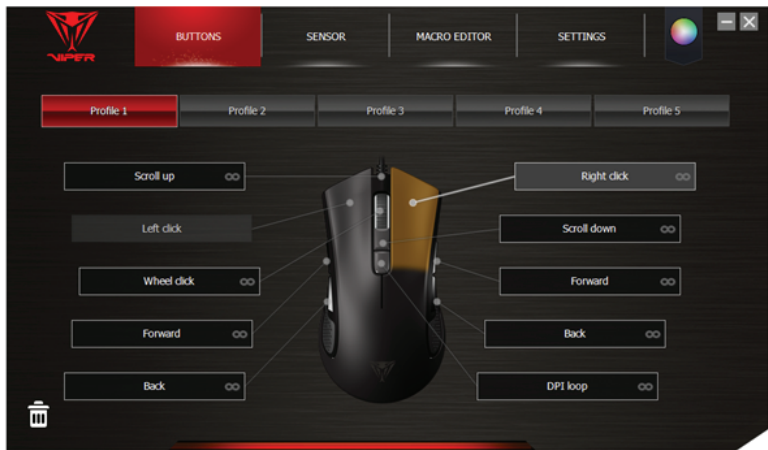 VIPER
BUTTONS
SENSOR
MACRO EDITOR
SETTINGS
Profile 1
Profile 2
Profile 3
Profile 4
Profile 5
Scroll up
Right click
Left click
Scroll down
Wheel click
Forward
Forward
Back
Back
DPI loop